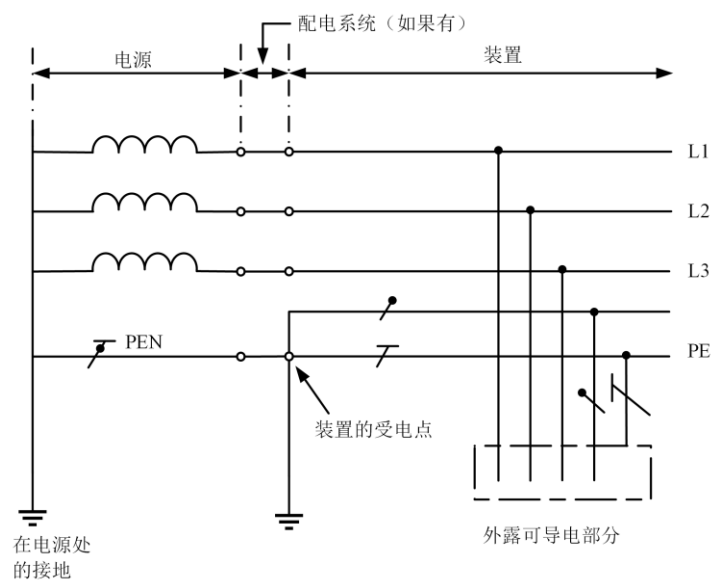 配电系统（如果有）
电源
装置
L1
L2
L3
PEN
PE
装置的受电点
外露可导电部分
在电源处
的接地